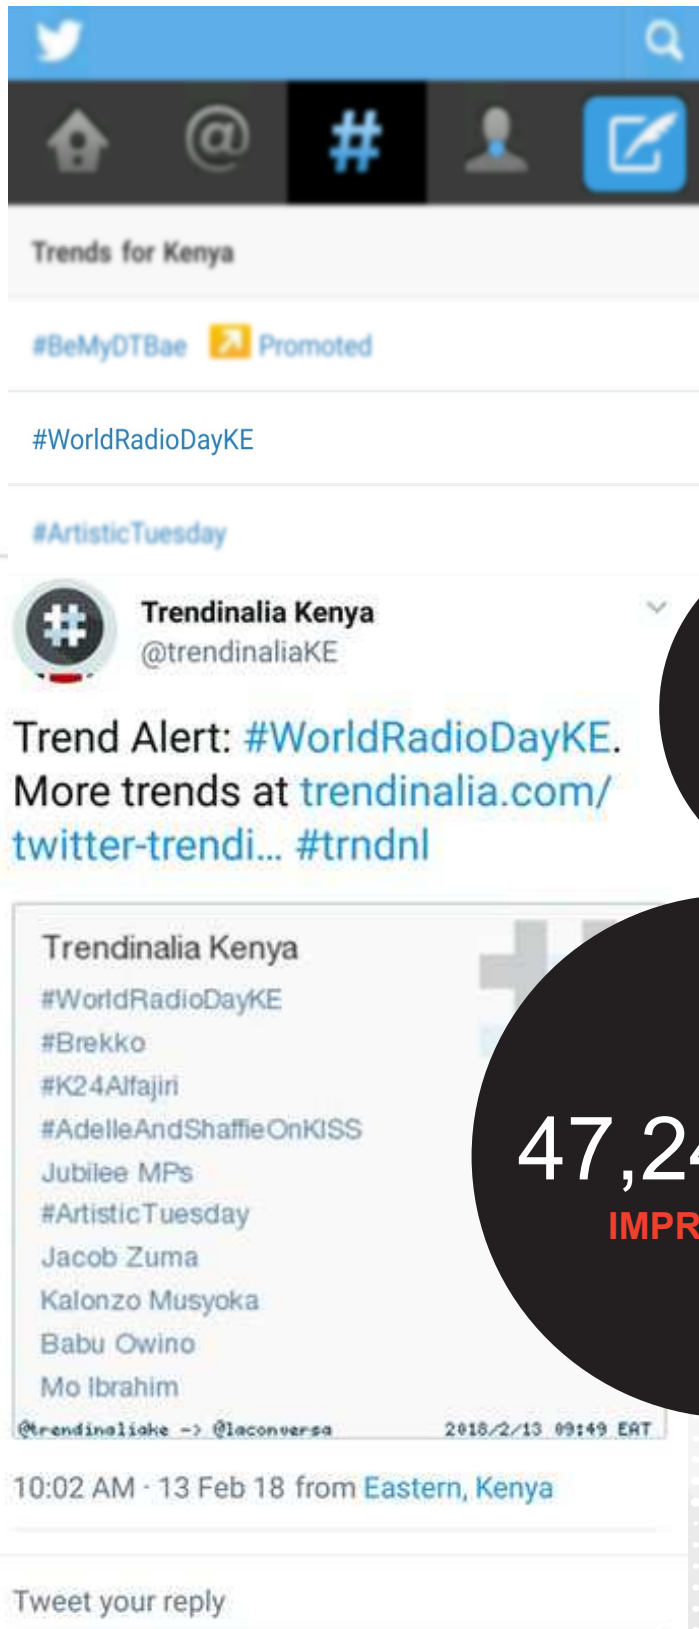 Trends for Kenya
#BeMyDTBae Promoted
#WorldRadioDayKE
#ArtisticTuesday
Trendinalia Kenya
@trendinaliaKE
Trend Alert: #WorldRadioDayKE.
More trends at trendinalia.com/
twitter-trendi... #trndnl
Trendinalia Kenya
#WorldRadioDayKE
#Brekko
#K24Alfajiri
#AdelleAndShaffieOnKISS
Jubilee MPs
#ArtisticTuesday
Jacob Zuma
Kalonzo Musyoka
Babu Owino
Mo Ibrahim
@trendinaliake -> @laconversa 2018/2/13 09:49 EAT
47,24
IMPR
10:02 AM · 13 Feb 18 from Eastern, Kenya
Tweet your reply